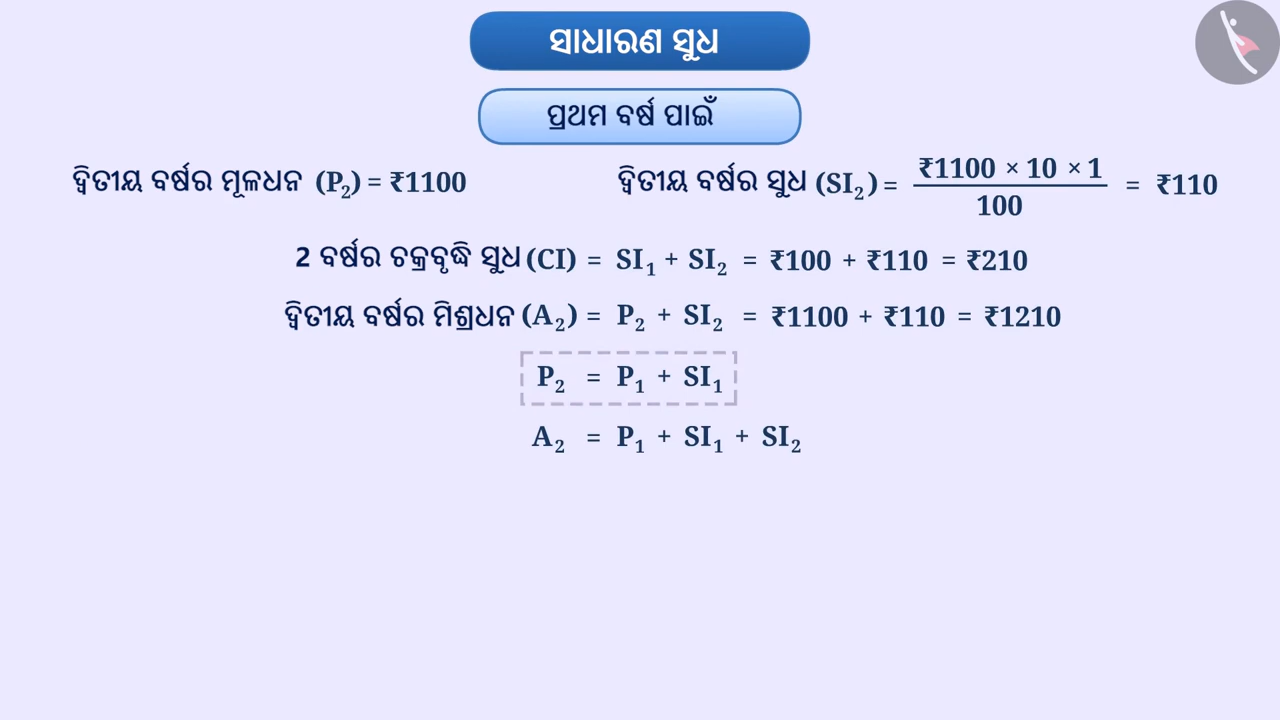 ସାଧାରଣ ସୁଧ
ପ୍ରଥମ ବର୍ଷ ପାଇଁ
ଦ୍ୱିତୀୟ ବର୍ଷର ମୂଳଧନ (P₂) = ₹1100 ଦ୍ୱିତୀୟ ବର୍ଷର ସୁଧ (SI₂) = ₹1100 × 10 × 1 / 100 = ₹110
2 ବର୍ଷର ଚକ୍ରବୃଦ୍ଧି ସୁଧ (CI) = SI₁ + SI₂ = ₹100 + ₹110 = ₹210
ଦ୍ୱିତୀୟ ବର୍ଷର ମିଶ୍ରଧନ (A₂) = P₂ + SI₂ = ₹1100 + ₹110 = ₹1210
P₂ = P₁ + SI₁
A₂ = P₁ + SI₁ + SI₂